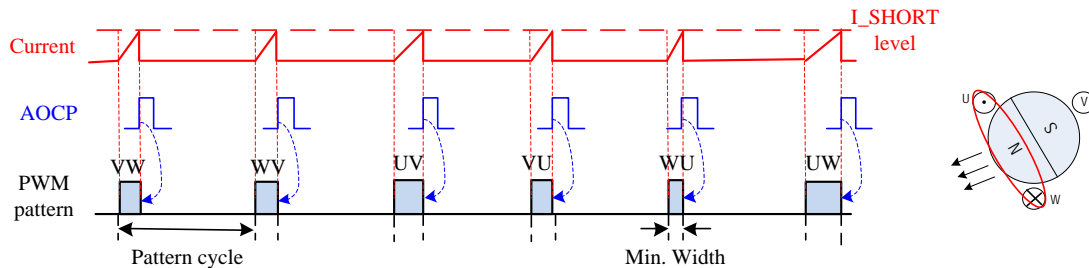 I_SHORT
level
Current
AOCP
VW
WV
UV
VU
WU
UW
PWM
pattern
Pattern cycle
Min. Width
U
V
S
N
W